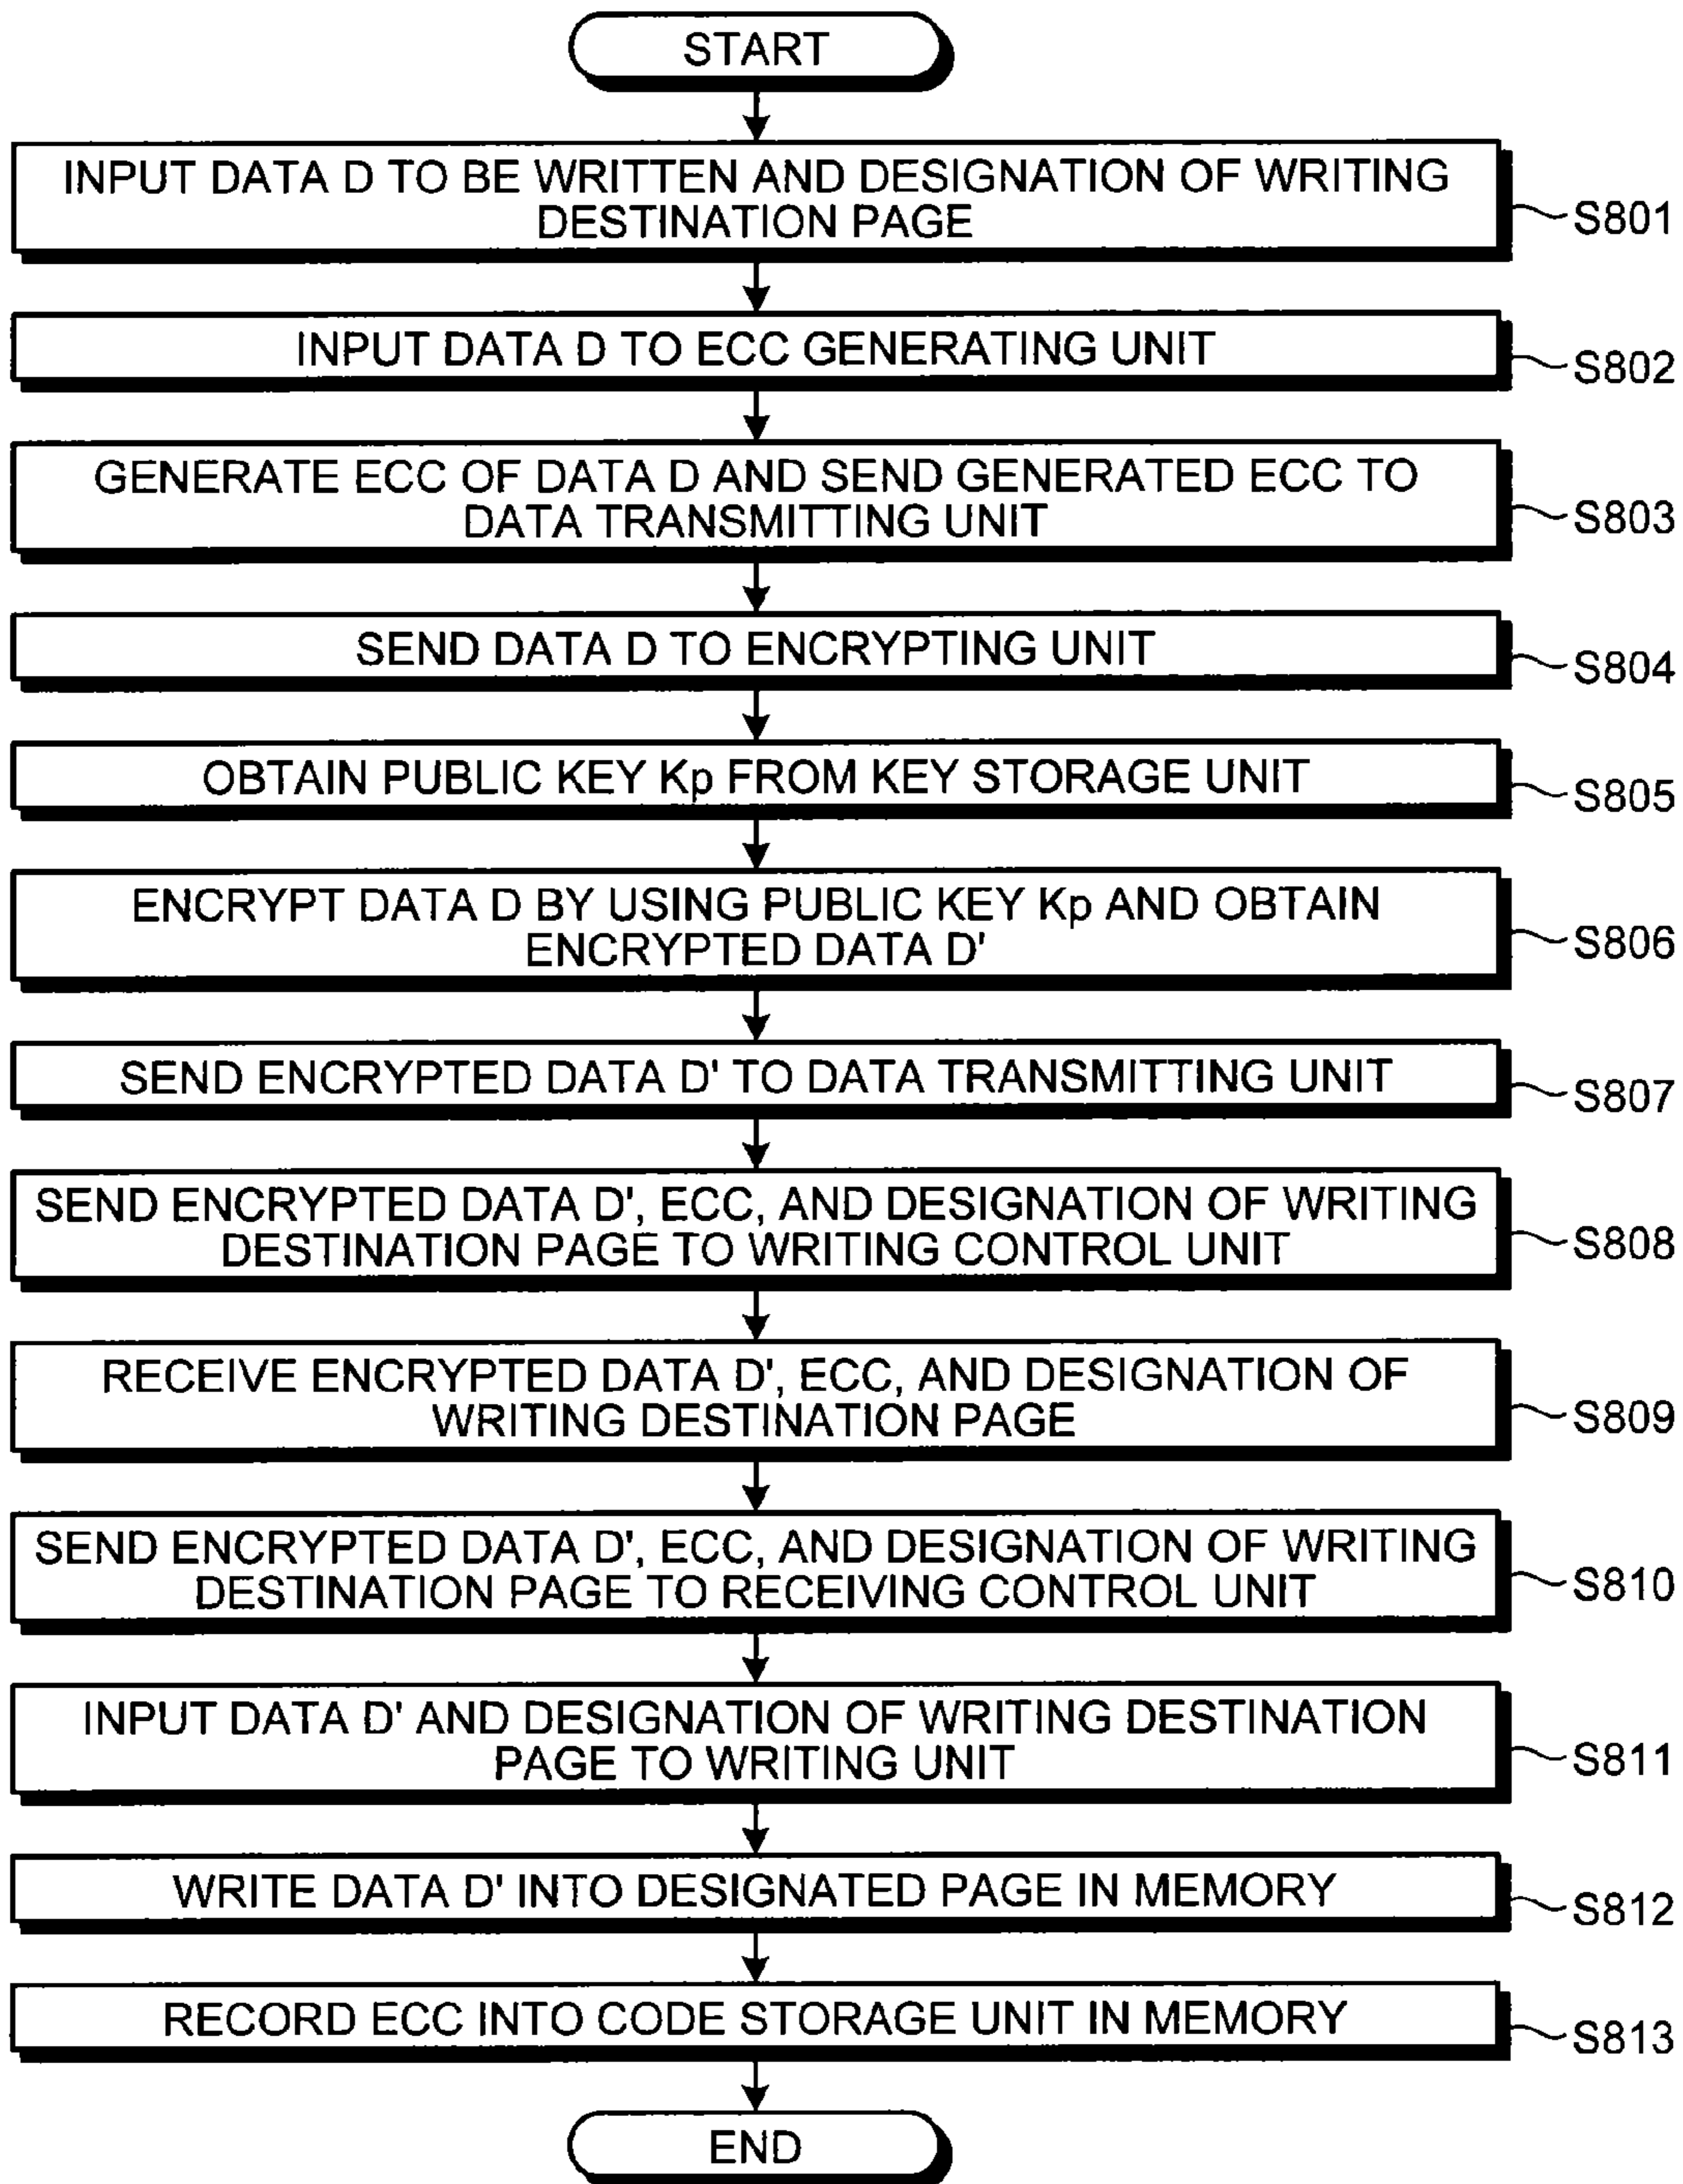 START
INPUT DATA D TO BE WRITTEN AND DESIGNATION OF WRITING
DESTINATION PAGE
S801
INPUT DATA D TO ECC GENERATING UNIT
S802
GENERATE ECC OF DATA D AND SEND GENERATED ECC TO
DATA TRANSMITTING UNIT
S803
SEND DATA D TO ENCRYPTING UNIT
S804
OBTAIN PUBLIC KEY Kp FROM KEY STORAGE UNIT
S805
ENCRYPT DATA D BY USING PUBLIC KEY Kp AND OBTAIN
ENCRYPTED DATA D'
S806
SEND ENCRYPTED DATA D' TO DATA TRANSMITTING UNIT
S807
SEND ENCRYPTED DATA D', ECC, AND DESIGNATION OF WRITING
DESTINATION PAGE TO WRITING CONTROL UNIT
S808
RECEIVE ENCRYPTED DATA D', ECC, AND DESIGNATION OF
WRITING DESTINATION PAGE
S809
SEND ENCRYPTED DATA D', ECC, AND DESIGNATION OF WRITING
DESTINATION PAGE TO RECEIVING CONTROL UNIT
S810
INPUT DATA D' AND DESIGNATION OF WRITING DESTINATION
PAGE TO WRITING UNIT
S811
WRITE DATA D' INTO DESIGNATED PAGE IN MEMORY
S812
RECORD ECC INTO CODE STORAGE UNIT IN MEMORY
S813
END